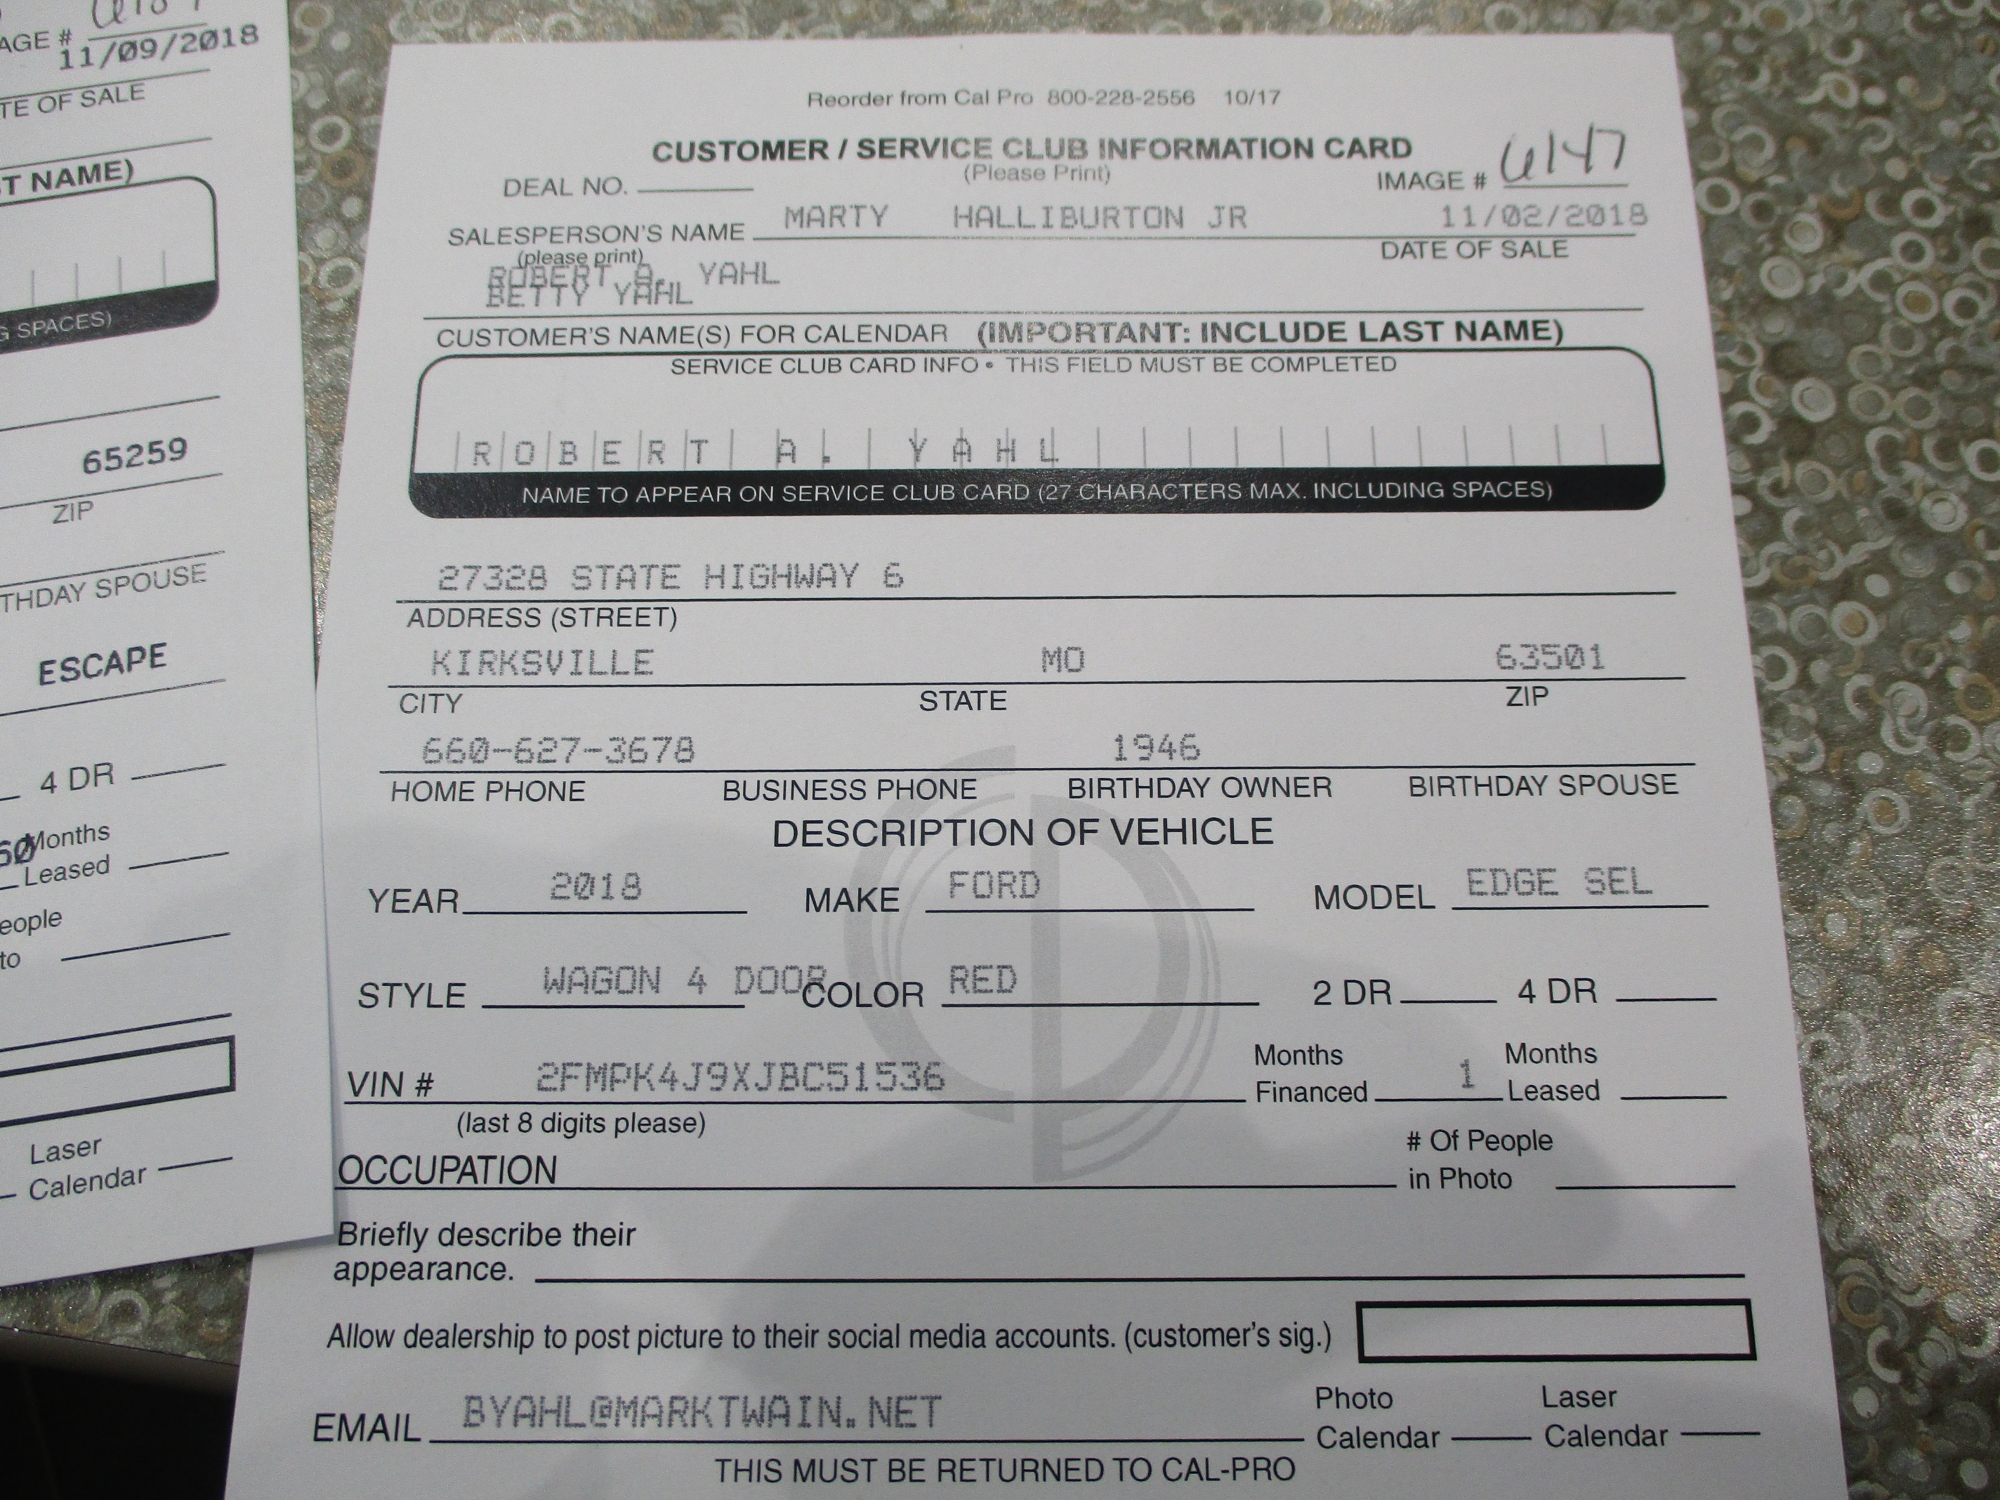 AGE #
11/09/2018
TE OF SALE
T NAME)
G SPACES)
65259
ZIP
THDAY SPOUSE
ESCAPE
4 DR
60 Months
Leased
eople
to
Laser
Calendar
Reorder from Cal Pro 800-228-2556 10/17
CUSTOMER / SERVICE CLUB INFORMATION CARD
(Please Print)
DEAL NO. IMAGE # 6147
SALESPERSON'S NAME MARTY HALLIBURTON JR 11/02/2018
(please print) DATE OF SALE
ROBERT A. YAHL
BETTY YAHL
CUSTOMER'S NAME(S) FOR CALENDAR (IMPORTANT: INCLUDE LAST NAME)
SERVICE CLUB CARD INFO • THIS FIELD MUST BE COMPLETED
ROBERT A. YAHL
NAME TO APPEAR ON SERVICE CLUB CARD (27 CHARACTERS MAX. INCLUDING SPACES)
27328 STATE HIGHWAY 6
ADDRESS (STREET)
KIRKSVILLE MO 63501
CITY STATE ZIP
660-627-3678 1946
HOME PHONE BUSINESS PHONE BIRTHDAY OWNER BIRTHDAY SPOUSE
DESCRIPTION OF VEHICLE
YEAR 2018 MAKE FORD MODEL EDGE SEL
STYLE WAGON 4 DOOR COLOR RED 2 DR 4 DR
VIN # 2FMPK4J9XJBC51536 Months Financed 1 Months Leased
(last 8 digits please)
OCCUPATION # Of People in Photo
Briefly describe their
appearance.
Allow dealership to post picture to their social media accounts. (customer's sig.)
EMAIL BYAHL@MARKTWAIN.NET Photo Calendar Laser Calendar
THIS MUST BE RETURNED TO CAL-PRO